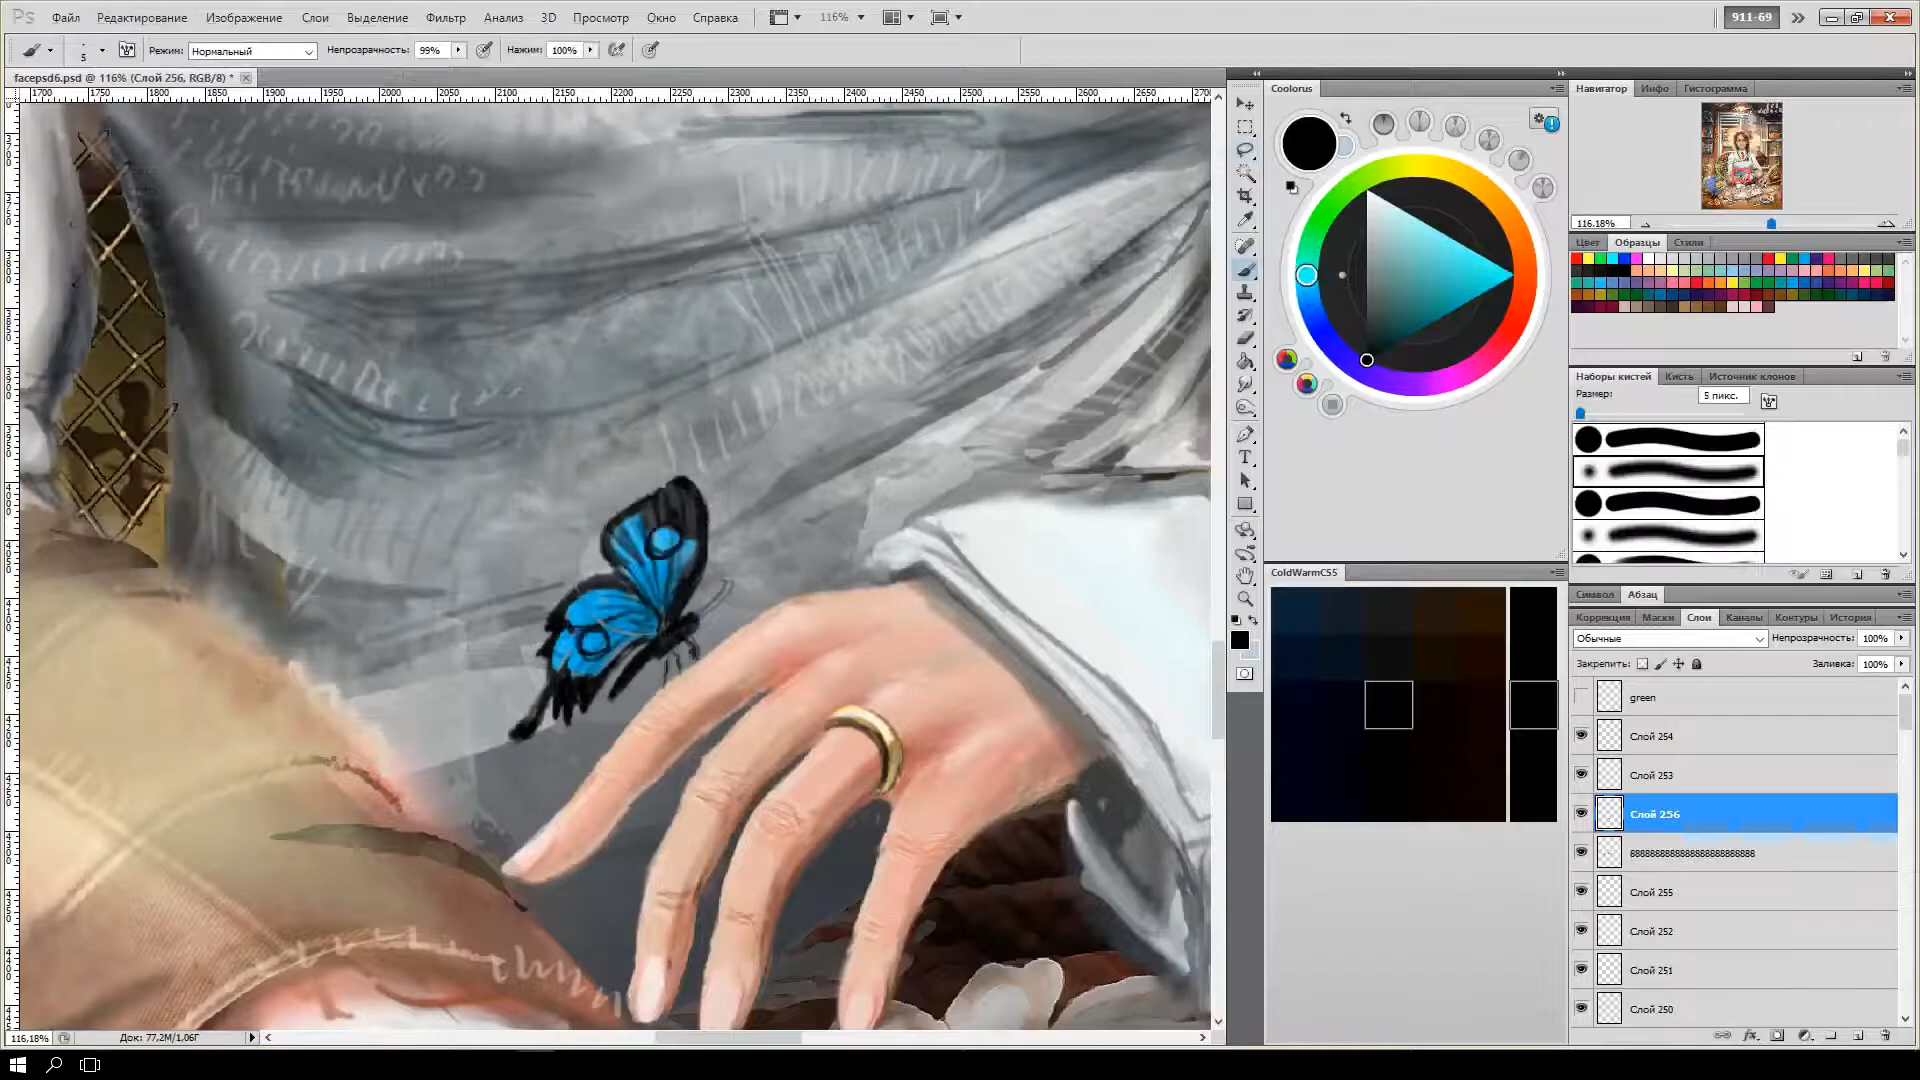 Ps Файл Редактирование Изображение Слои Выделение Фильтр Анализ 3D Просмотр Окно Справка 116% 911-69
5 Режим: Нормальный Непрозрачность: 99% Нажим: 100%
facepsd6.psd @ 116% (Слой 256, RGB/8) *
1700 1750 1800 1850 1900 1950 2000 2050 2100 2150 2200 2250 2300 2350 2400 2450 2500 2550 2600 2650
Coolorus
Навигатор Инфо Гистограмма
116.18%
Цвет Образцы Стили
Наборы кистей Кисть Источник клонов
Размер: 5 пикс.
ColdWarmCS5
Символ Абзац
Коррекция Маски Слои Каналы Контуры История
Обычные Непрозрачность: 100%
Закрепить: Заливка: 100%
green
Слой 254
Слой 253
Слой 256
Слой 255
Слой 252
Слой 251
Слой 250
116,18% Док: 77,2M/1,06Г